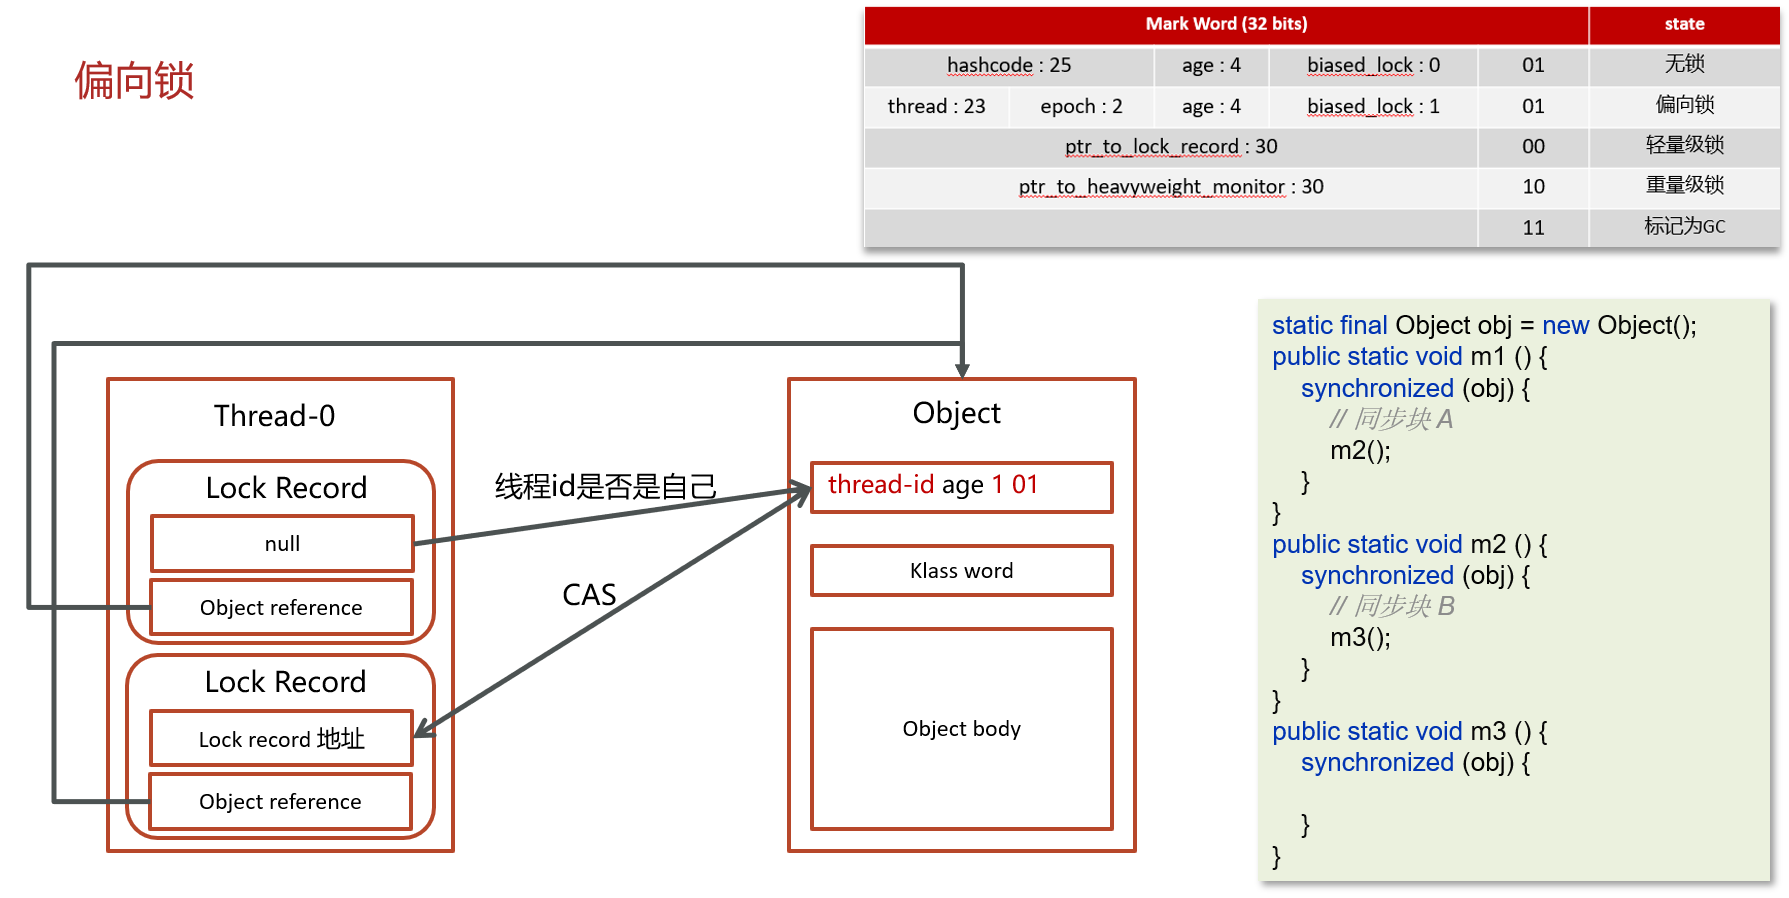 偏向锁
Mark Word (32 bits) state
hashcode : 25 age : 4 biased_lock : 0 01 无锁
thread : 23 epoch : 2 age : 4 biased_lock : 1 01 偏向锁
ptr_to_lock_record : 30 00 轻量级锁
ptr_to_heavyweight_monitor : 30 10 重量级锁
11 标记为GC
Thread-0
Lock Record
null
Object reference
Lock Record
Lock record 地址
Object reference
线程id是否是自己
CAS
Object
thread-id age 1 01
Klass word
Object body
static final Object obj = new Object();
public static void m1 () {
synchronized (obj) {
// 同步块 A
m2();
}
}
public static void m2 () {
synchronized (obj) {
// 同步块 B
m3();
}
}
public static void m3 () {
synchronized (obj) {
}
}